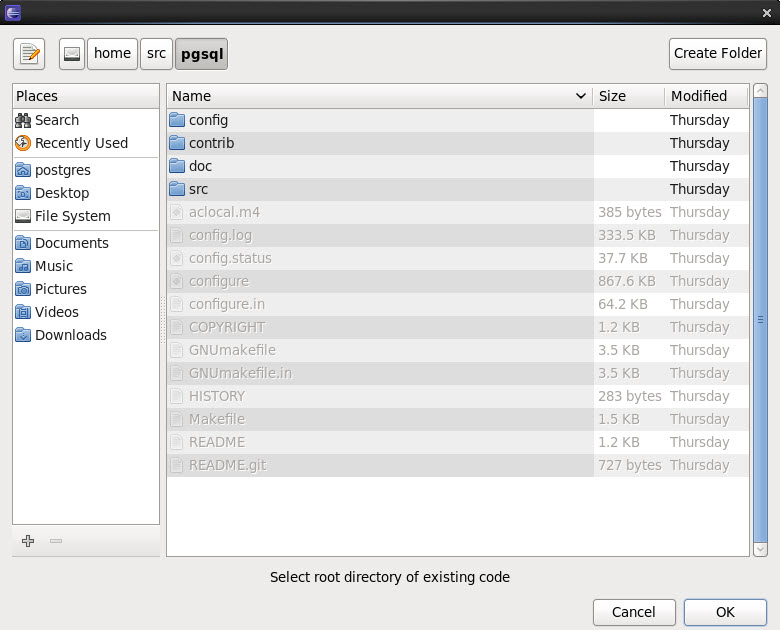 home src pgsql Create Folder
Places
Search
Recently Used
postgres
Desktop
File System
Documents
Music
Pictures
Videos
Downloads
Name Size Modified
config Thursday
contrib Thursday
doc Thursday
src Thursday
aclocal.m4 385 bytes Thursday
config.log 333.5 KB Thursday
config.status 37.7 KB Thursday
configure 867.6 KB Thursday
configure.in 64.2 KB Thursday
COPYRIGHT 1.2 KB Thursday
GNUmakefile 3.5 KB Thursday
GNUmakefile.in 3.5 KB Thursday
HISTORY 283 bytes Thursday
Makefile 1.5 KB Thursday
README 1.2 KB Thursday
README.git 727 bytes Thursday
Select root directory of existing code
Cancel OK